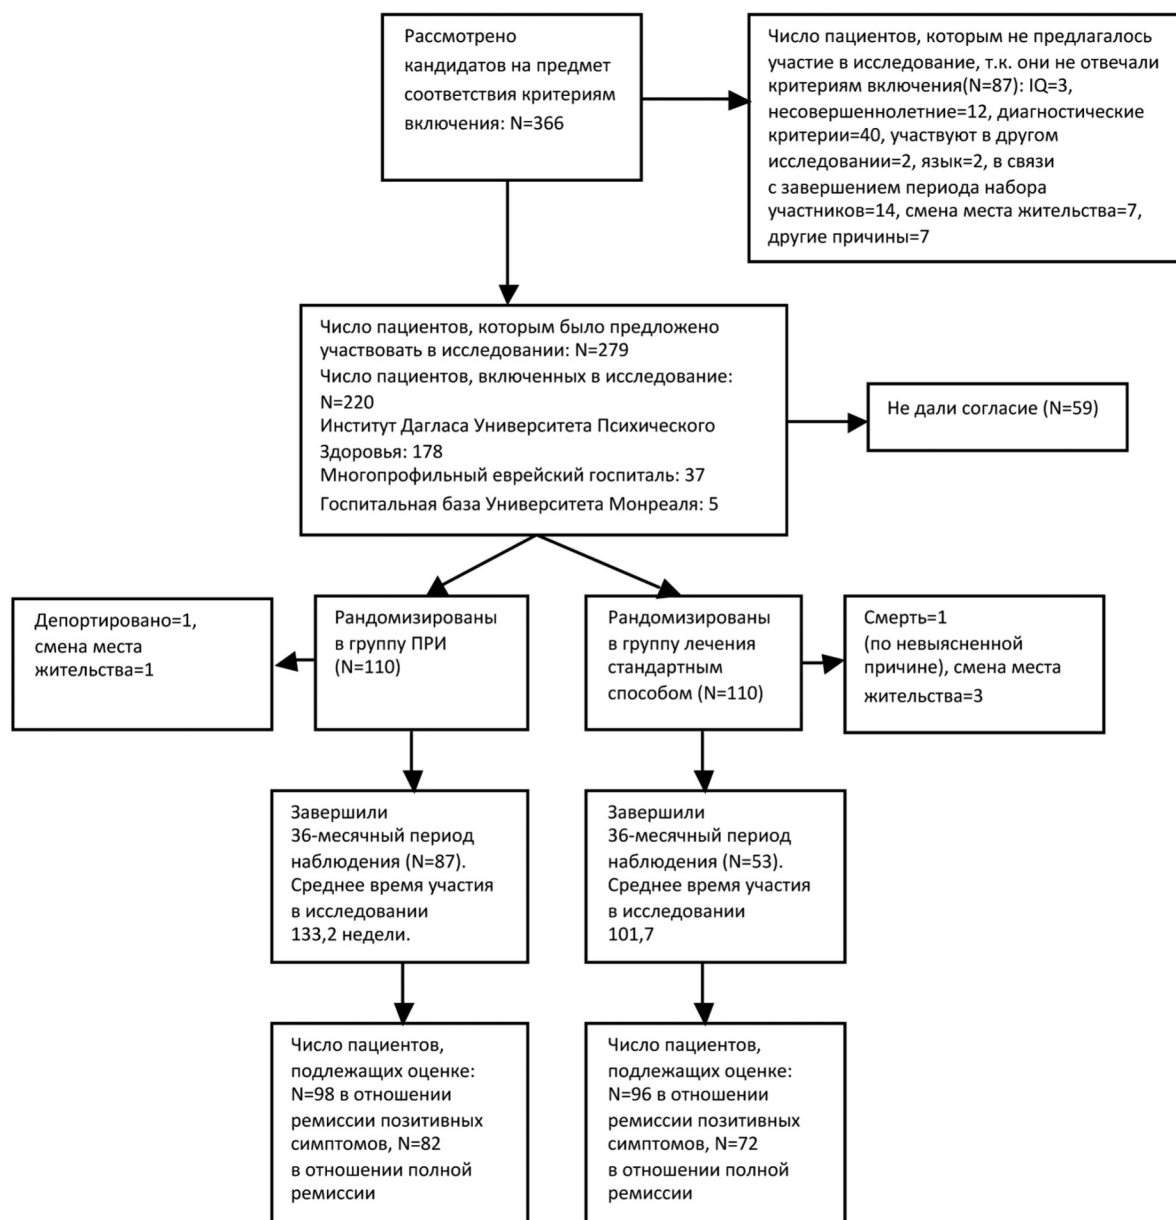 Рассмотрено
кандидатов на предмет
соответствия критериям
включения: N=366
Число пациентов, которым не предлагалось
участие в исследование, т.к. они не отвечали
критериям включения(N=87): IQ=3,
несовершеннолетние=12, диагностические
критерии=40, участвуют в другом
исследовании=2, язык=2, в связи
с завершением периода набора
участников=14, смена места жительства=7,
другие причины=7
Число пациентов, которым было предложено
участвовать в исследовании: N=279
Число пациентов, включенных в исследование:
N=220
Институт Дагласа Университета Психического
Здоровья: 178
Многопрофильный еврейский госпиталь: 37
Госпитальная база Университета Монреаля: 5
Не дали согласие (N=59)
Депортировано=1,
смена места
жительства=1
Рандомизированы
в группу ПРИ
(N=110)
Рандомизированы
в группу лечения
стандартным
способом (N=110)
Смерть=1
(по невыясненной
причине), смена места
жительства=3
Завершили
36-месячный период
наблюдения (N=87).
Среднее время участия
в исследовании
133,2 недели.
Завершили
36-месячный период
наблюдения (N=53).
Среднее время участия
в исследовании
101,7
Число пациентов,
подлежащих оценке:
N=98 в отношении
ремиссии позитивных
симптомов, N=82
в отношении полной
ремиссии
Число пациентов,
подлежащих оценке:
N=96 в отношении
ремиссии позитивных
симптомов, N=72
в отношении полной
ремиссии